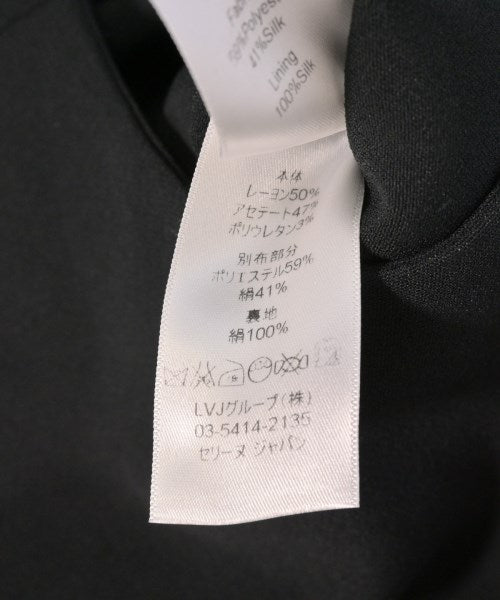 41%Silk
Lining
100%Silk
本体
レーヨン50%
アセテート47%
ポリウレタン3%
別布部分
ポリエステル59%
絹41%
裏地
絹100%
LVJグループ(株)
03-5414-2135
セリーヌ ジャパン